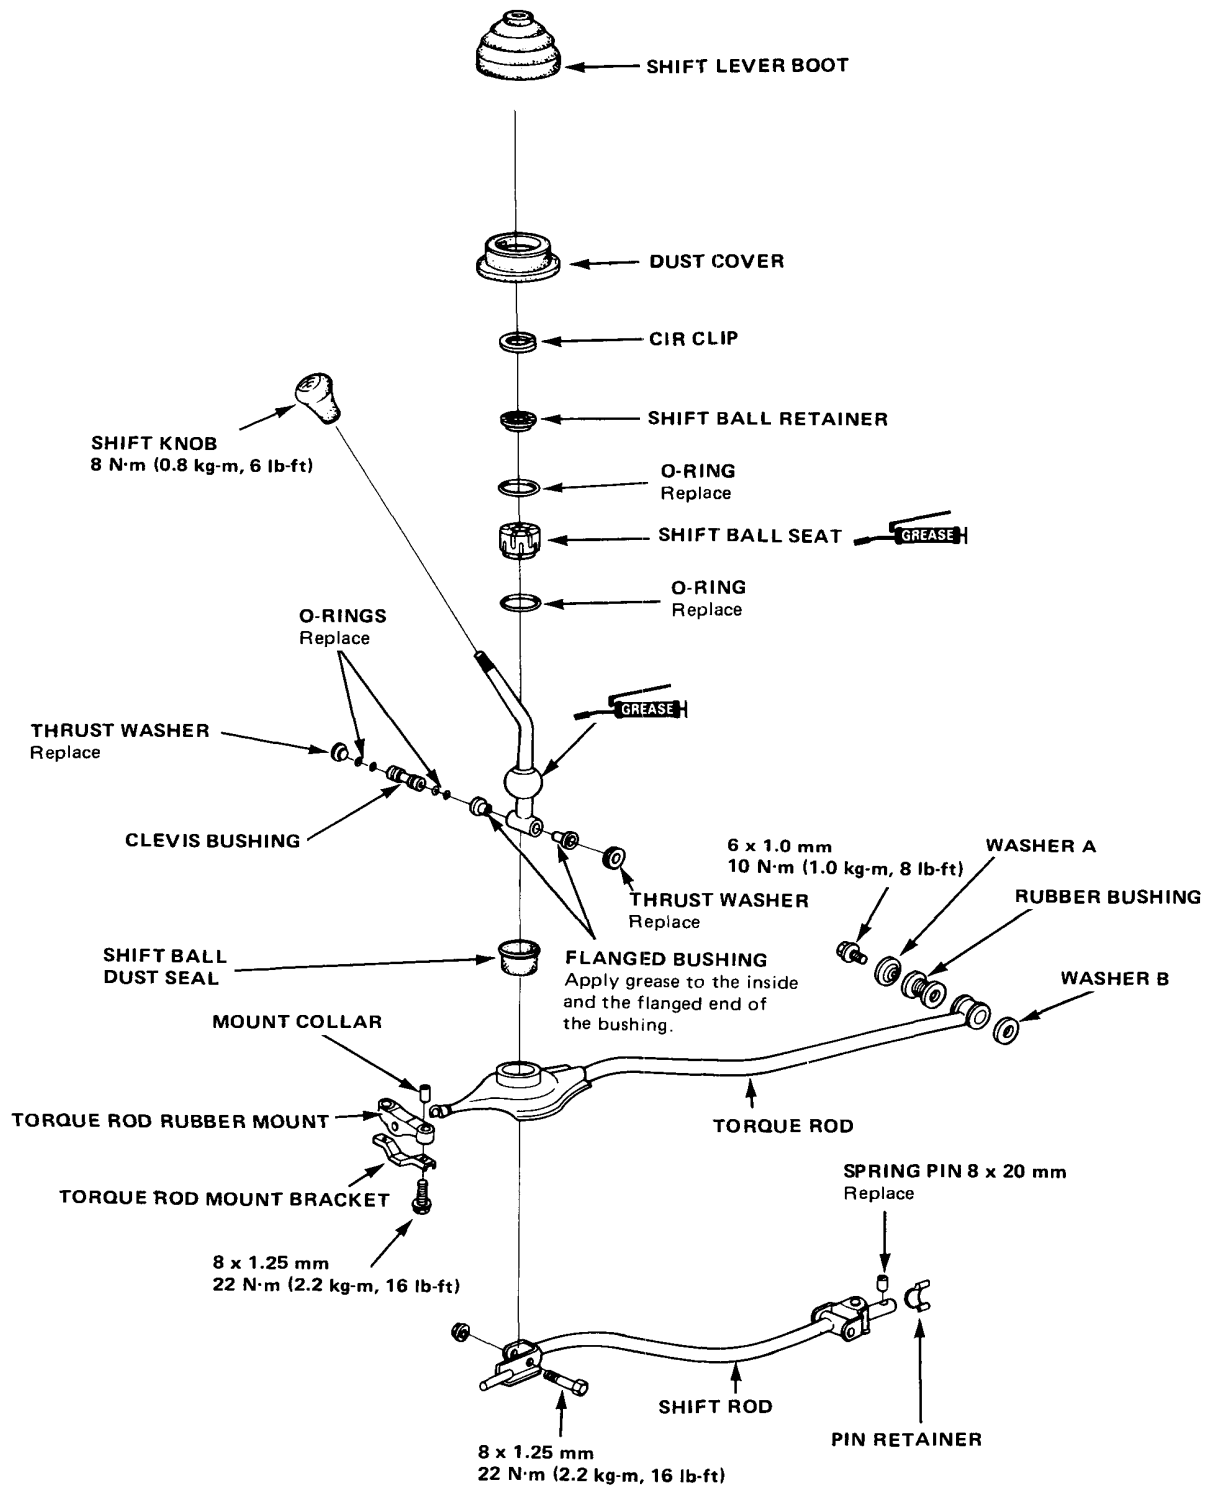 SHIFT LEVER BOOT
DUST COVER
CIR CLIP
SHIFT BALL RETAINER
SHIFT KNOB
8 N·m (0.8 kg-m, 6 lb-ft)
O-RING
Replace
SHIFT BALL SEAT
GREASE
O-RING
Replace
O-RINGS
Replace
GREASE
THRUST WASHER
Replace
CLEVIS BUSHING
6 x 1.0 mm
10 N·m (1.0 kg-m, 8 lb-ft)
WASHER A
RUBBER BUSHING
THRUST WASHER
Replace
SHIFT BALL
DUST SEAL
FLANGED BUSHING
Apply grease to the inside
and the flanged end of
the bushing.
WASHER B
MOUNT COLLAR
TORQUE ROD RUBBER MOUNT
TORQUE ROD
TORQUE ROD MOUNT BRACKET
SPRING PIN 8 x 20 mm
Replace
8 x 1.25 mm
22 N·m (2.2 kg-m, 16 lb-ft)
SHIFT ROD
PIN RETAINER
8 x 1.25 mm
22 N·m (2.2 kg-m, 16 lb-ft)